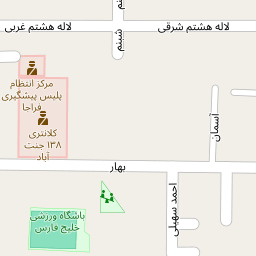 لاله هشتم غربی
لاله هشتم شرقی
شبنم
مرکز انتظام
پلیس پیشگیری
فراجا
کلانتری
۱۳۸ جنت
آباد
آسمان
بهار
احمد سهیلی
باشگاه ورزشی
خلیج فارس